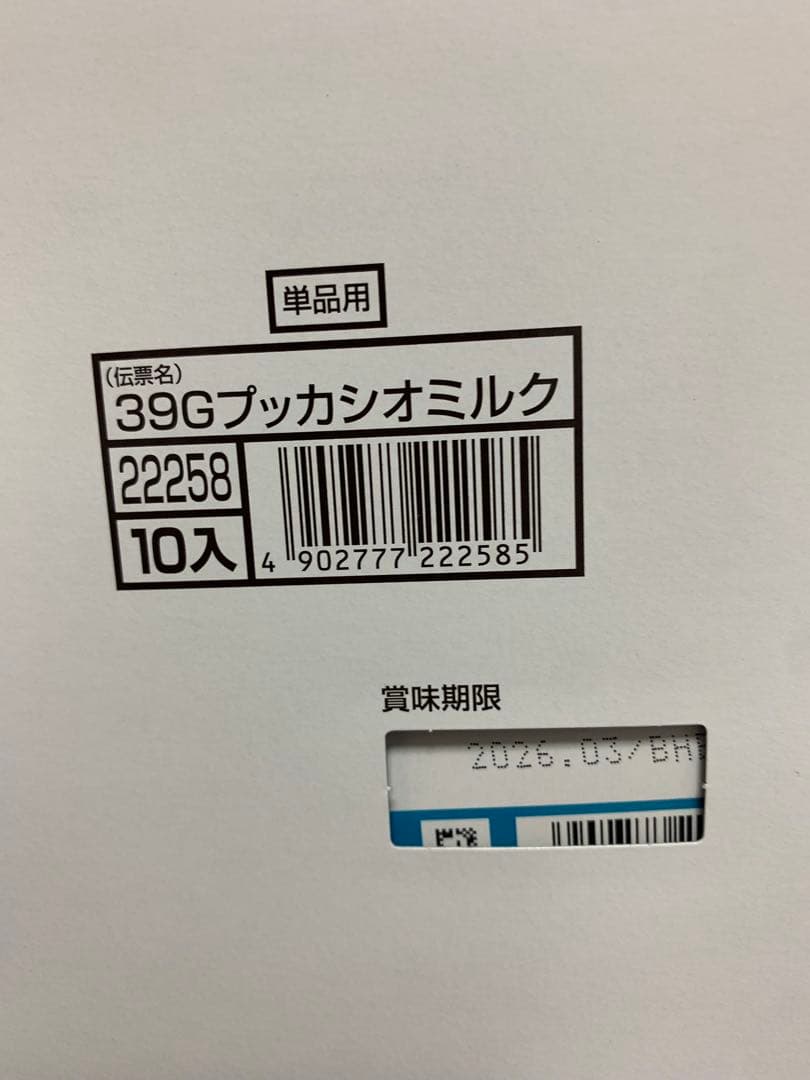 単品用
(伝票名)
39Gプッカシオミルク
22258
10入
4 902777 222585
賞味期限
2026.03/BH